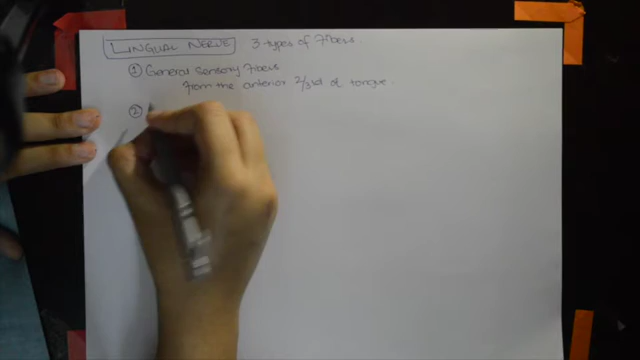 LINGUAL NERVE 3-types of Fibers.
① General Sensory Fibers
From the anterior 2/3rd of tongue.
②